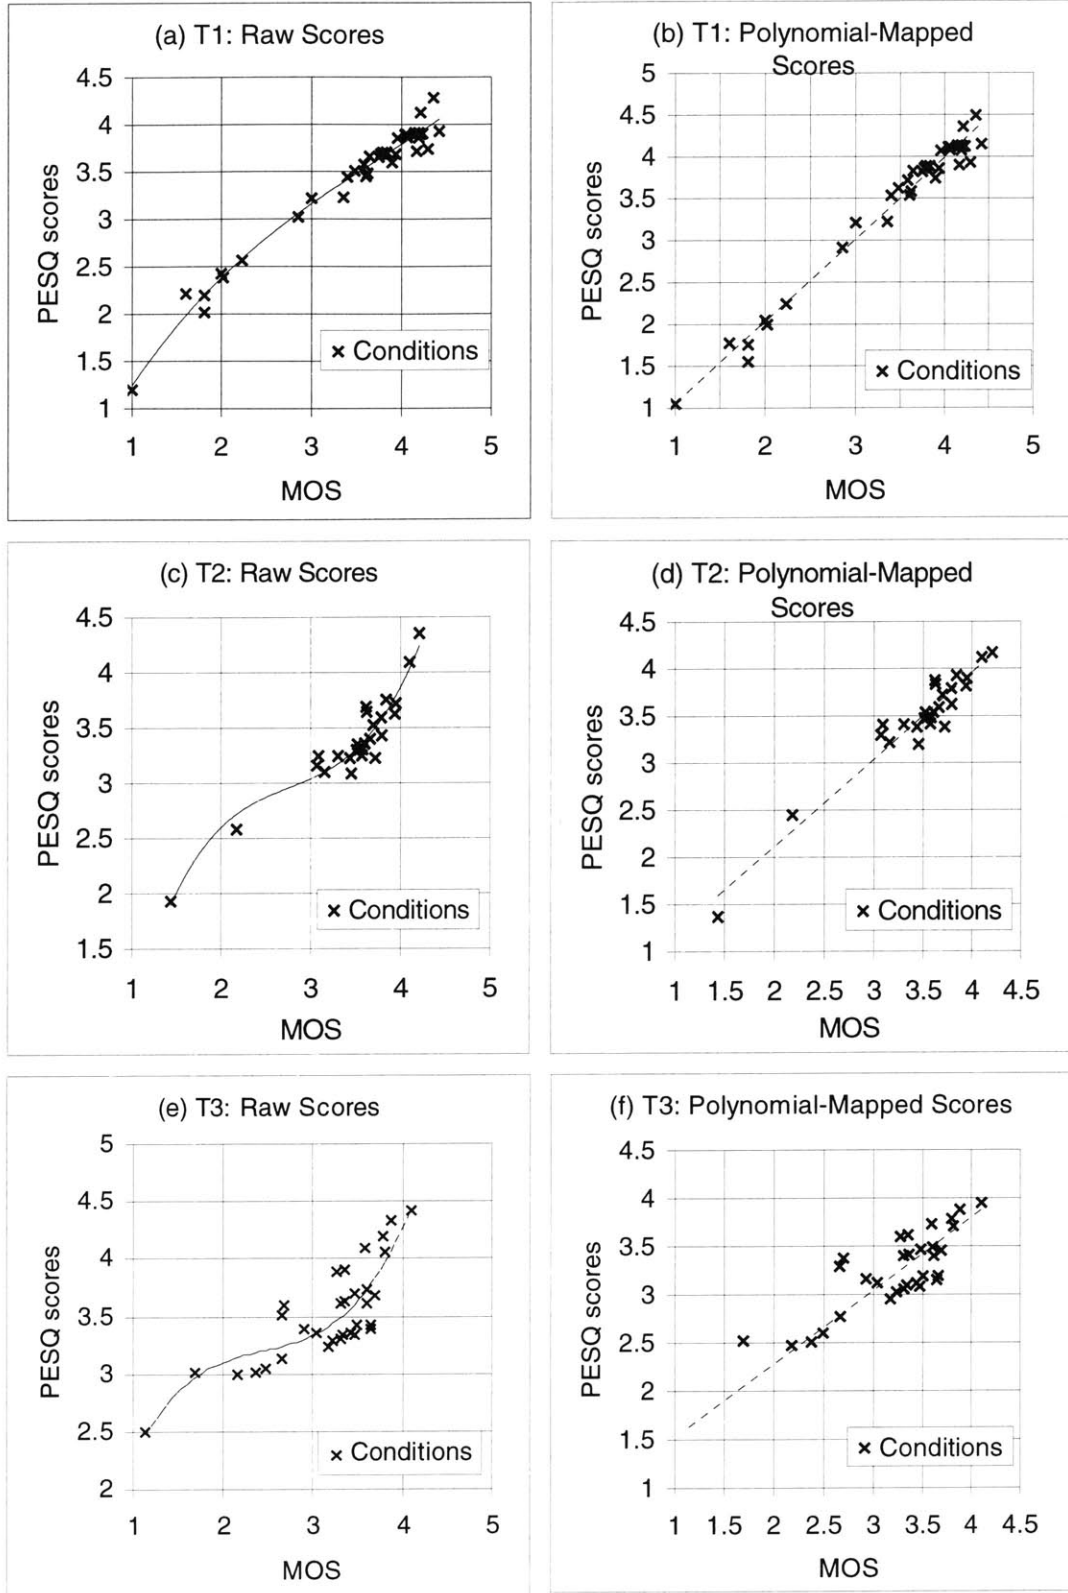 (a) T1: Raw Scores
4.5
4
3.5
3
2.5
2
1.5
1
PESQ scores
× Conditions
1 2 3 4 5
MOS
(b) T1: Polynomial-Mapped
Scores
5
4.5
4
3.5
3
2.5
2
1.5
1
PESQ scores
× Conditions
1 2 3 4 5
MOS
(c) T2: Raw Scores
4.5
4
3.5
3
2.5
2
1.5
PESQ scores
× Conditions
1 2 3 4 5
MOS
(d) T2: Polynomial-Mapped
Scores
4.5
4
3.5
3
2.5
2
1.5
1
PESQ scores
× Conditions
1 1.5 2 2.5 3 3.5 4 4.5
MOS
(e) T3: Raw Scores
5
4.5
4
3.5
3
2.5
2
PESQ scores
× Conditions
1 2 3 4 5
MOS
(f) T3: Polynomial-Mapped Scores
4.5
4
3.5
3
2.5
2
1.5
1
PESQ scores
× Conditions
1 1.5 2 2.5 3 3.5 4 4.5
MOS